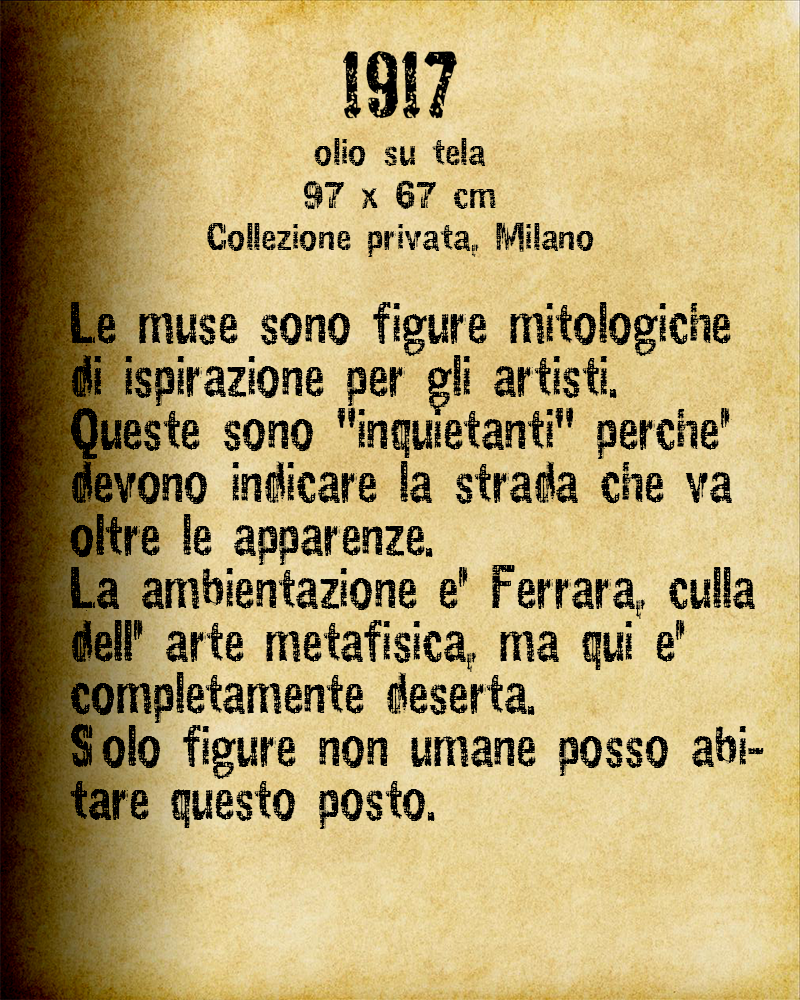 1917
olio su tela
97 x 67 cm
Collezione privata, Milano
Le muse sono figure mitologiche
di ispirazione per gli artisti.
Queste sono "inquietanti" perche'
devono indicare la strada che va
oltre le apparenze.
La ambientazione e' Ferrara, culla
dell' arte metafisica, ma qui e'
completamente deserta.
Solo figure non umane posso abi-
tare questo posto.